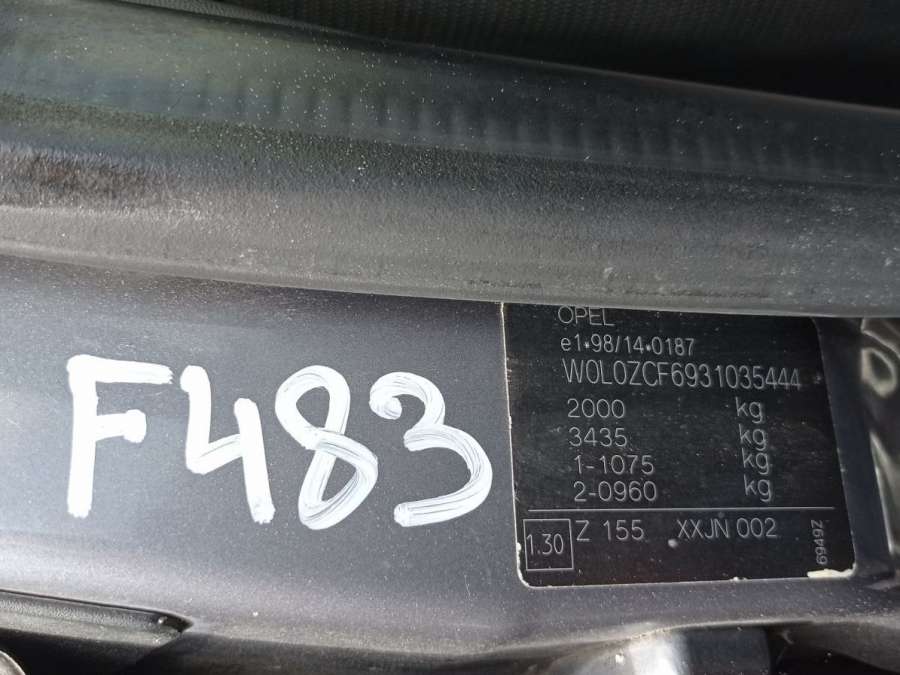 F483
OPEL
e1•98/14•0187
W0L0ZCF6931035444
2000 kg
3435 kg
1-1075 kg
2-0960 kg
1.30 Z 155 XXJN 002
6949Z